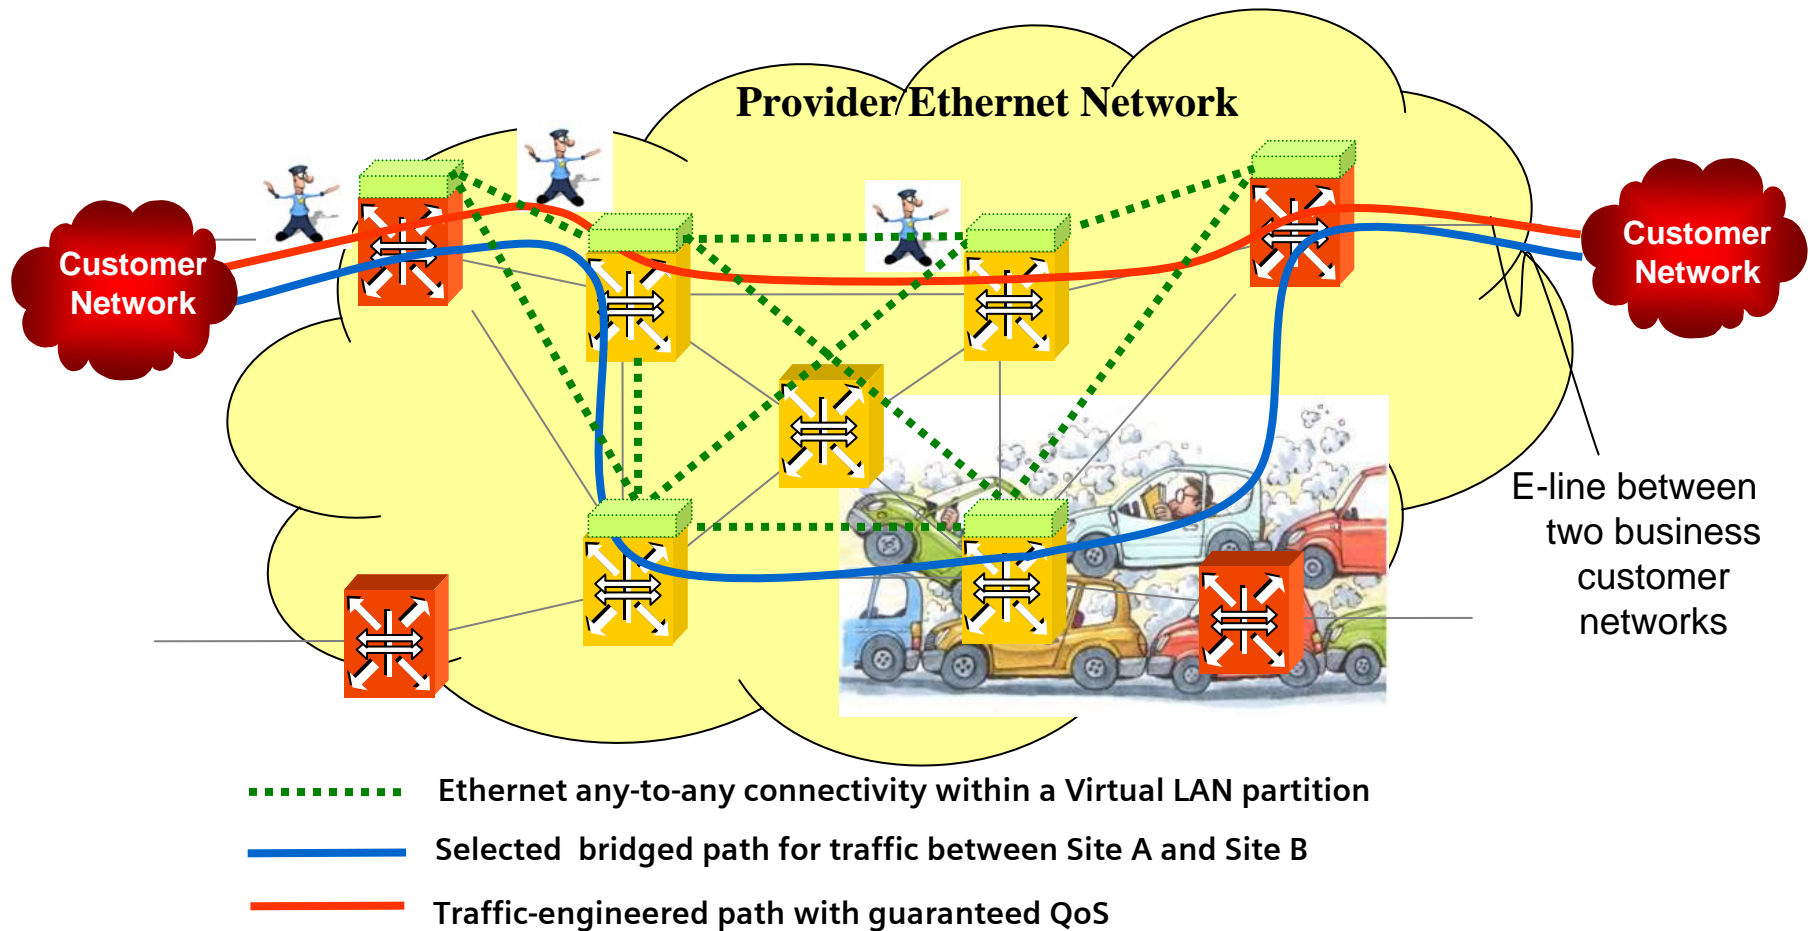 Provider Ethernet Network
Customer
Network
Customer
Network
E-line between
two business
customer
networks
Ethernet any-to-any connectivity within a Virtual LAN partition
Selected bridged path for traffic between Site A and Site B
Traffic-engineered path with guaranteed QoS